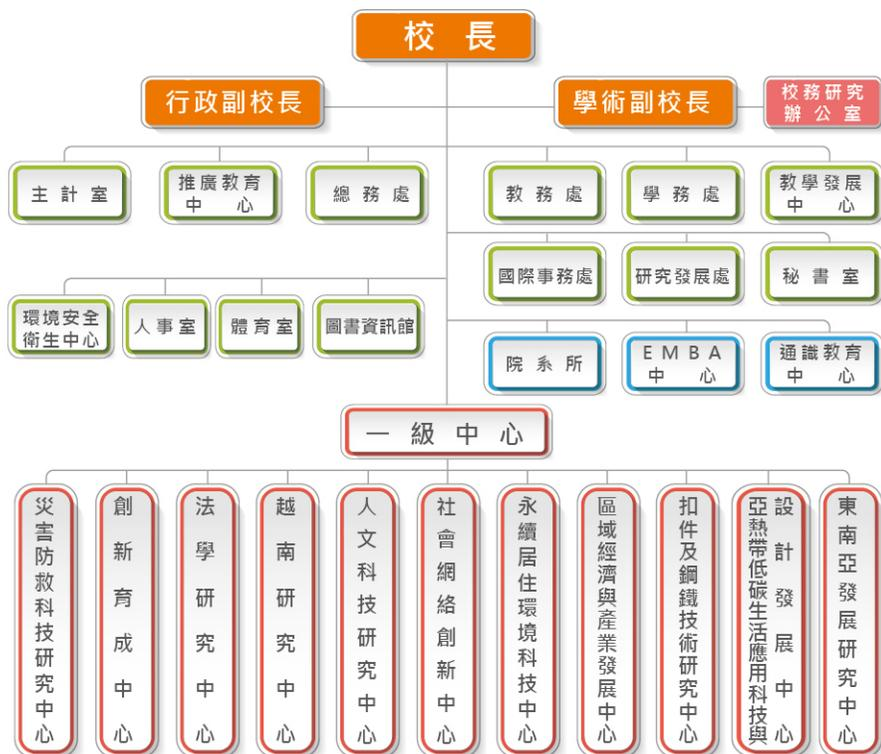 校長
行政副校長
學術副校長
校務研究
辦公室
主計室
推廣教育
中心
總務處
教務處
學務處
教學發展
中心
國際事務處
研究發展處
秘書室
環境安全
衛生中心
人事室
體育室
圖書資訊館
院系所
EMBA
中心
通識教育
中心
一級中心
災害防救科技研究中心
創新育成中心
法學研究中心
越南研究中心
人文科技研究中心
社會網絡創新中心
永續居住環境科技中心
區域經濟與產業發展中心
扣件及鋼鐵技術研究中心
亞熱帶低碳生活應用科技與
設計發展中心
東南亞發展研究中心